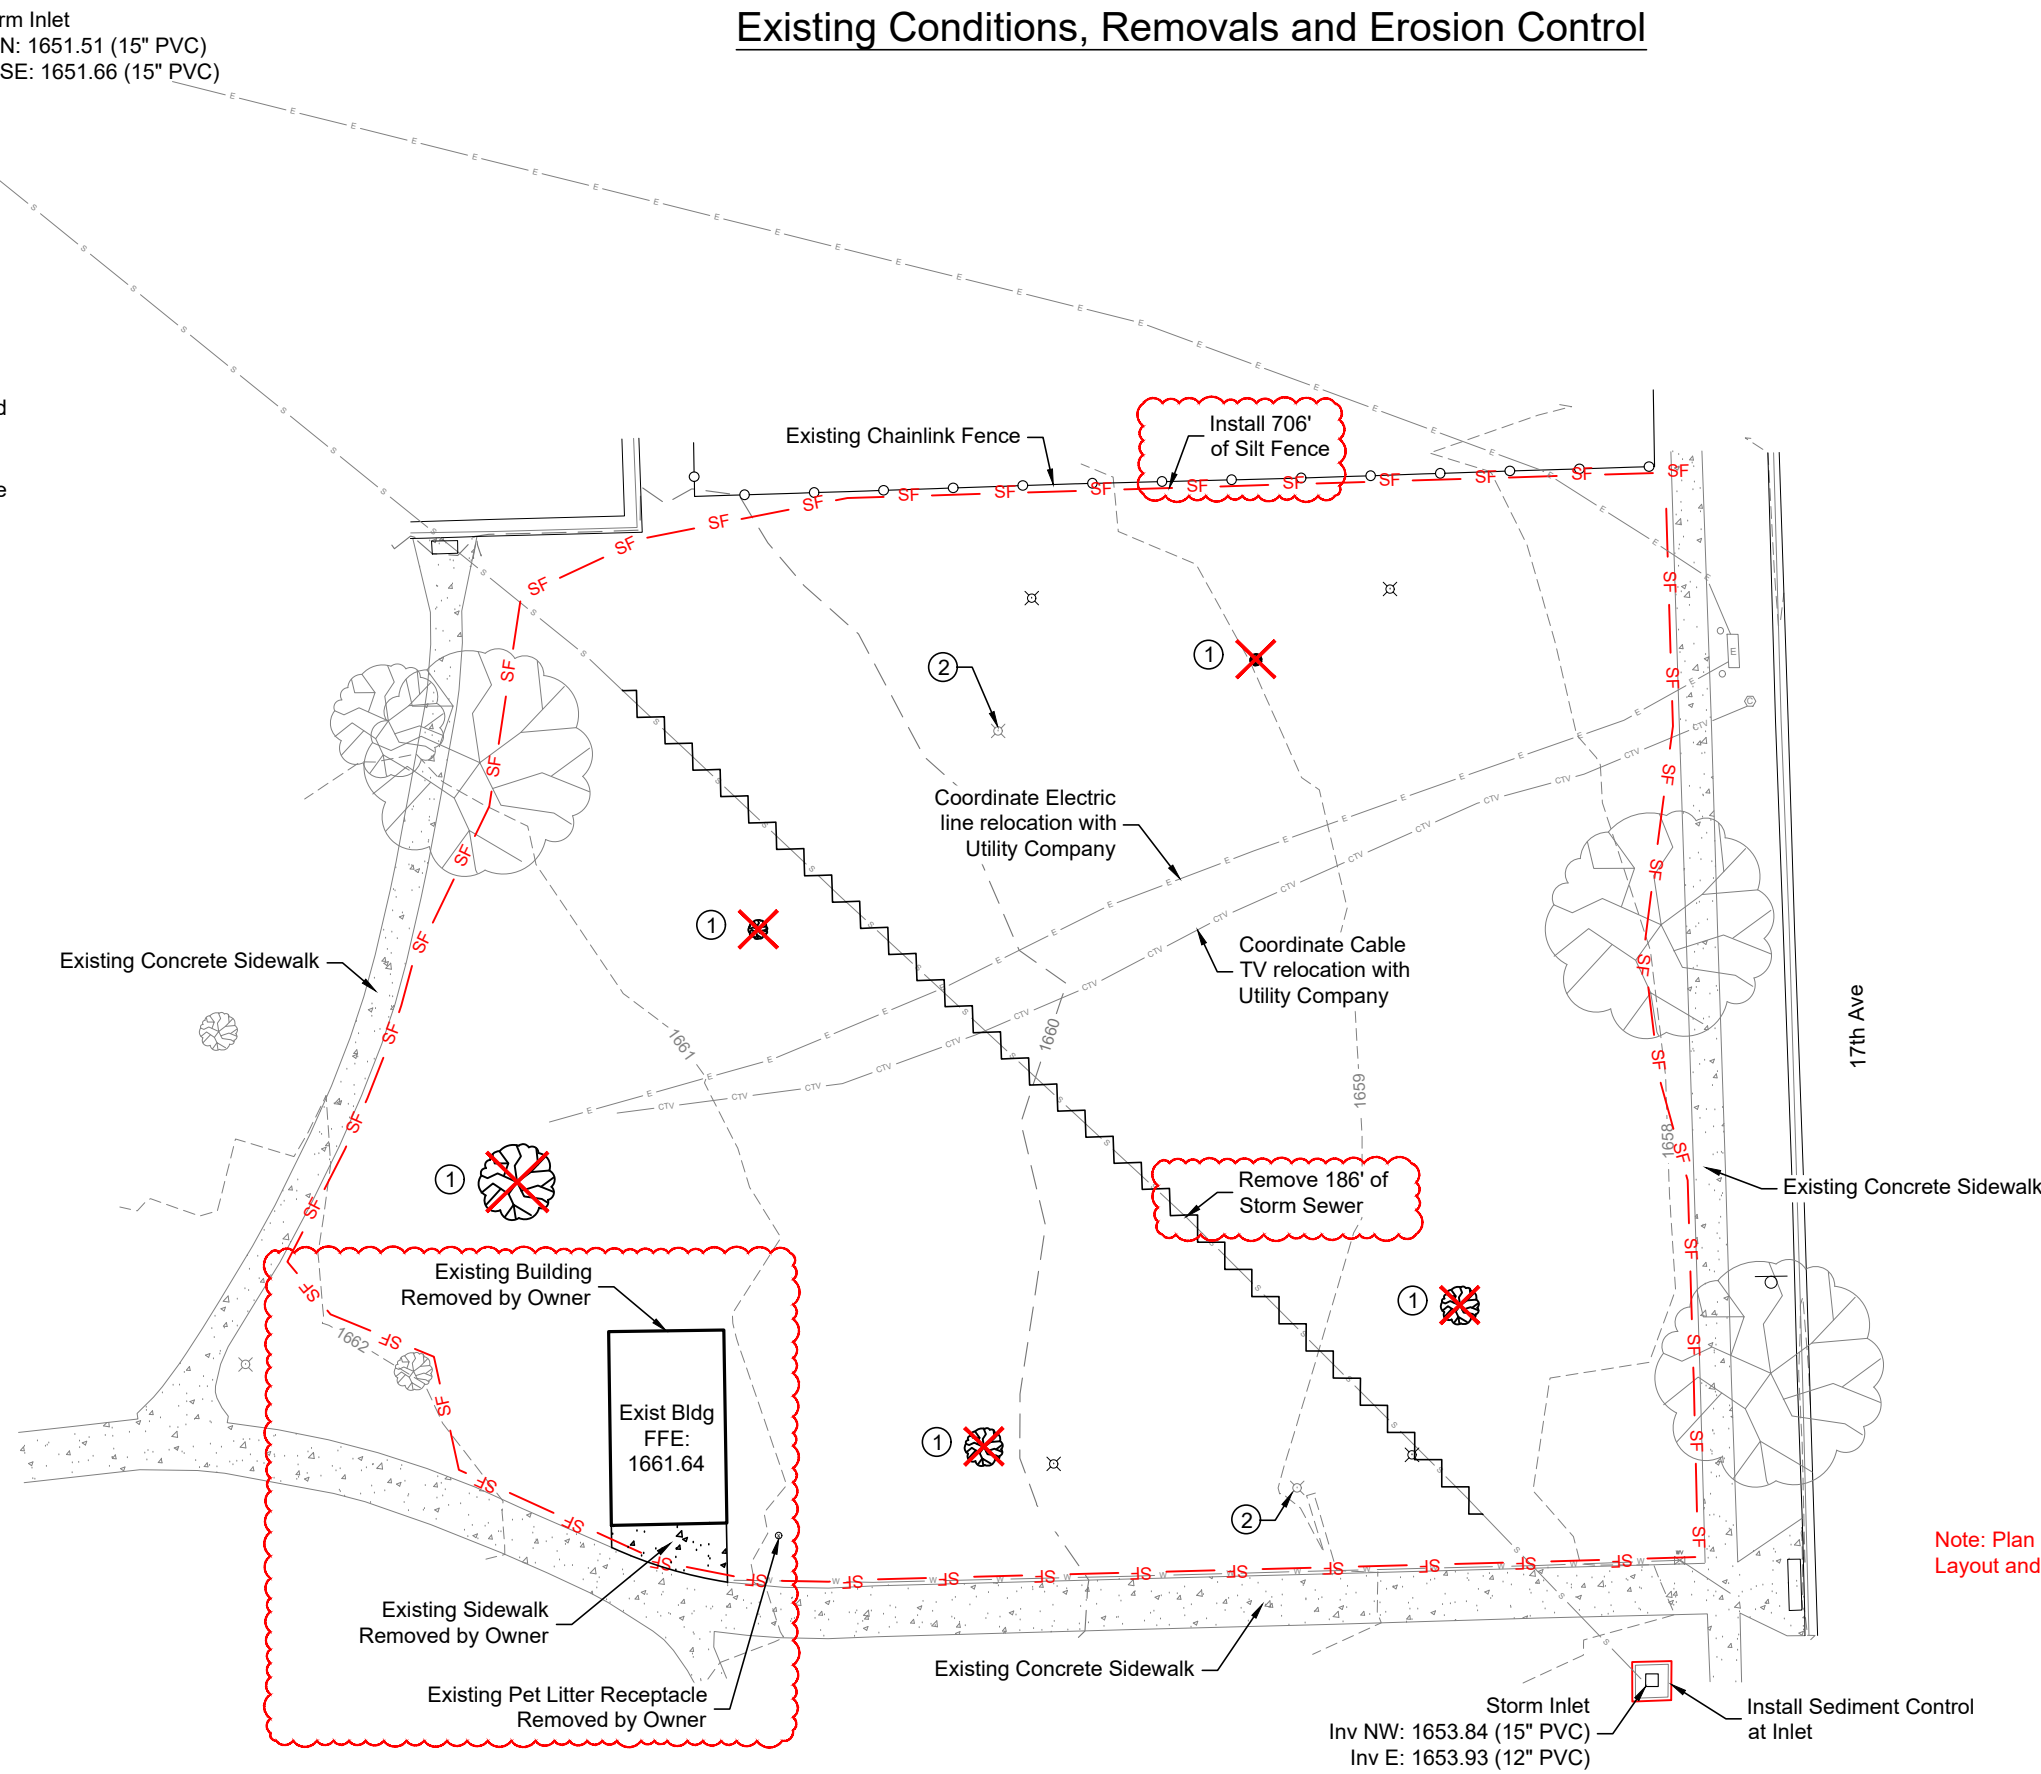 Existing Conditions, Removals and Erosion Control
rm Inlet
N: 1651.51 (15" PVC)
SE: 1651.66 (15" PVC)
d
e
Existing Chainlink Fence
Install 706'
of Silt Fence
2
1
Coordinate Electric
line relocation with
Utility Company
1
Existing Concrete Sidewalk
Coordinate Cable
TV relocation with
Utility Company
17th Ave
1661
1660
1659
1658
1
Remove 186' of
Storm Sewer
Existing Concrete Sidewalk
Existing Building
Removed by Owner
1
1662
Exist Bldg
FFE:
1661.64
1
2
Note: Plan
Layout and
Existing Sidewalk
Removed by Owner
Existing Concrete Sidewalk
Existing Pet Litter Receptacle
Removed by Owner
Storm Inlet
Inv NW: 1653.84 (15" PVC)
Inv E: 1653.93 (12" PVC)
Install Sediment Control
at Inlet
SF
E
S
CTV
W